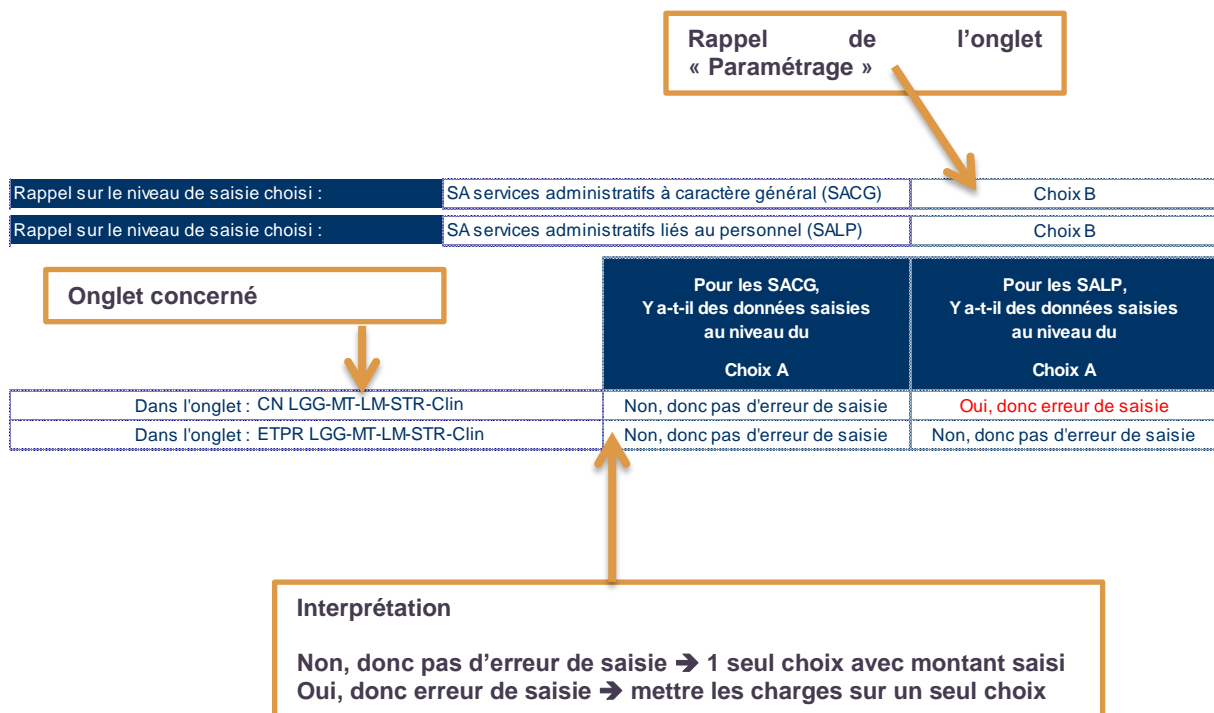 Rappel de l’onglet
« Paramétrage »
Rappel sur le niveau de saisie choisi : SA services administratifs à caractère général (SACG) Choix B
Rappel sur le niveau de saisie choisi : SA services administratifs liés au personnel (SALP) Choix B
Onglet concerné
Pour les SACG,
Y a-t-il des données saisies
au niveau du
Choix A
Pour les SALP,
Y a-t-il des données saisies
au niveau du
Choix A
Dans l'onglet : CN LGG-MT-LM-STR-Clin Non, donc pas d'erreur de saisie Oui, donc erreur de saisie
Dans l'onglet : ETPR LGG-MT-LM-STR-Clin Non, donc pas d'erreur de saisie Non, donc pas d'erreur de saisie
Interprétation
Non, donc pas d’erreur de saisie ➔ 1 seul choix avec montant saisi
Oui, donc erreur de saisie ➔ mettre les charges sur un seul choix